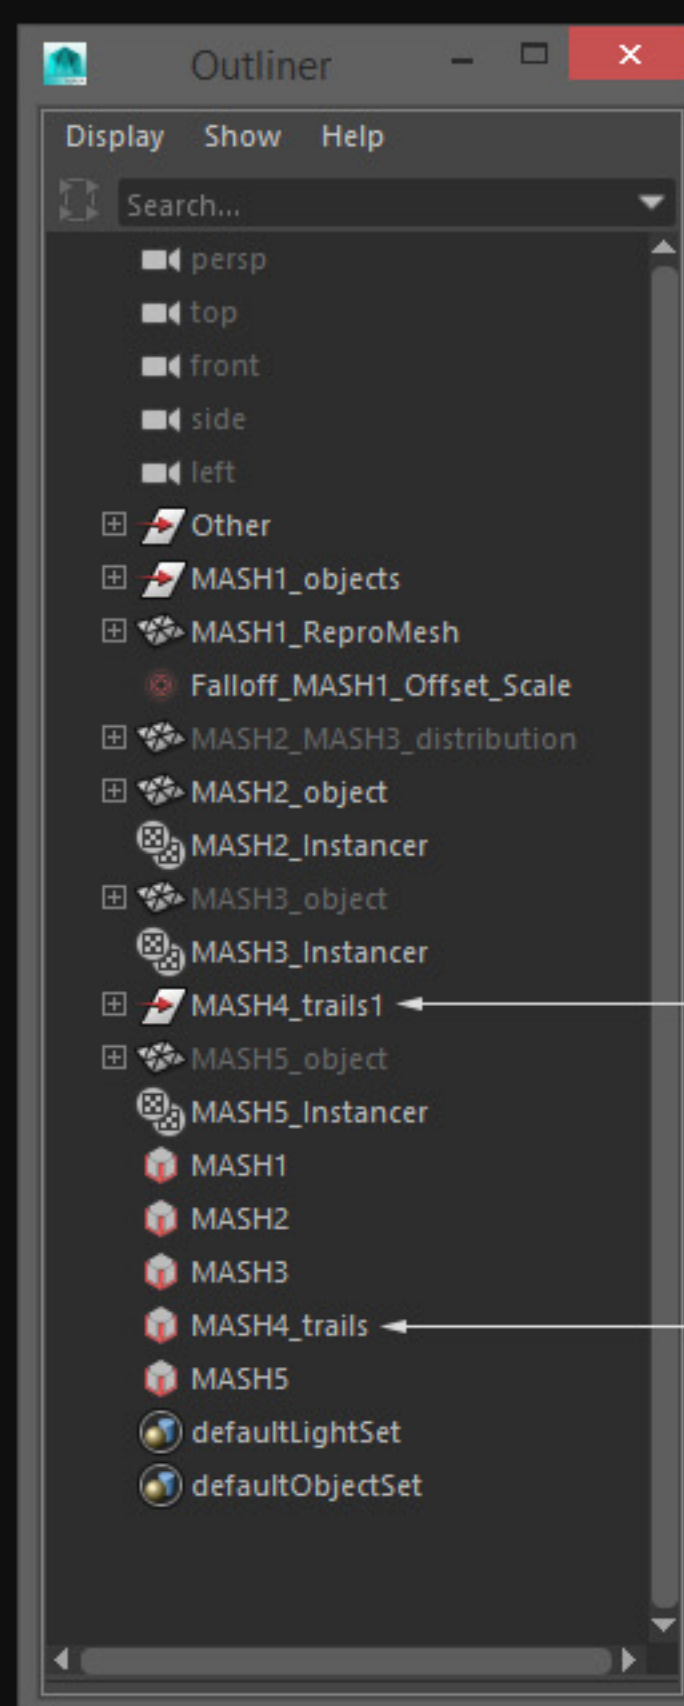 Outliner
Display Show Help
Search...
persp
top
front
side
left
Other
MASH1_objects
MASH1_ReproMesh
Falloff_MASH1_Offset_Scale
MASH2_MASH3_distribution
MASH2_object
MASH2_Instancer
MASH3_object
MASH3_Instancer
MASH4_trails1
MASH5_object
MASH5_Instancer
MASH1
MASH2
MASH3
MASH4_trails
MASH5
defaultLightSet
defaultObjectSet